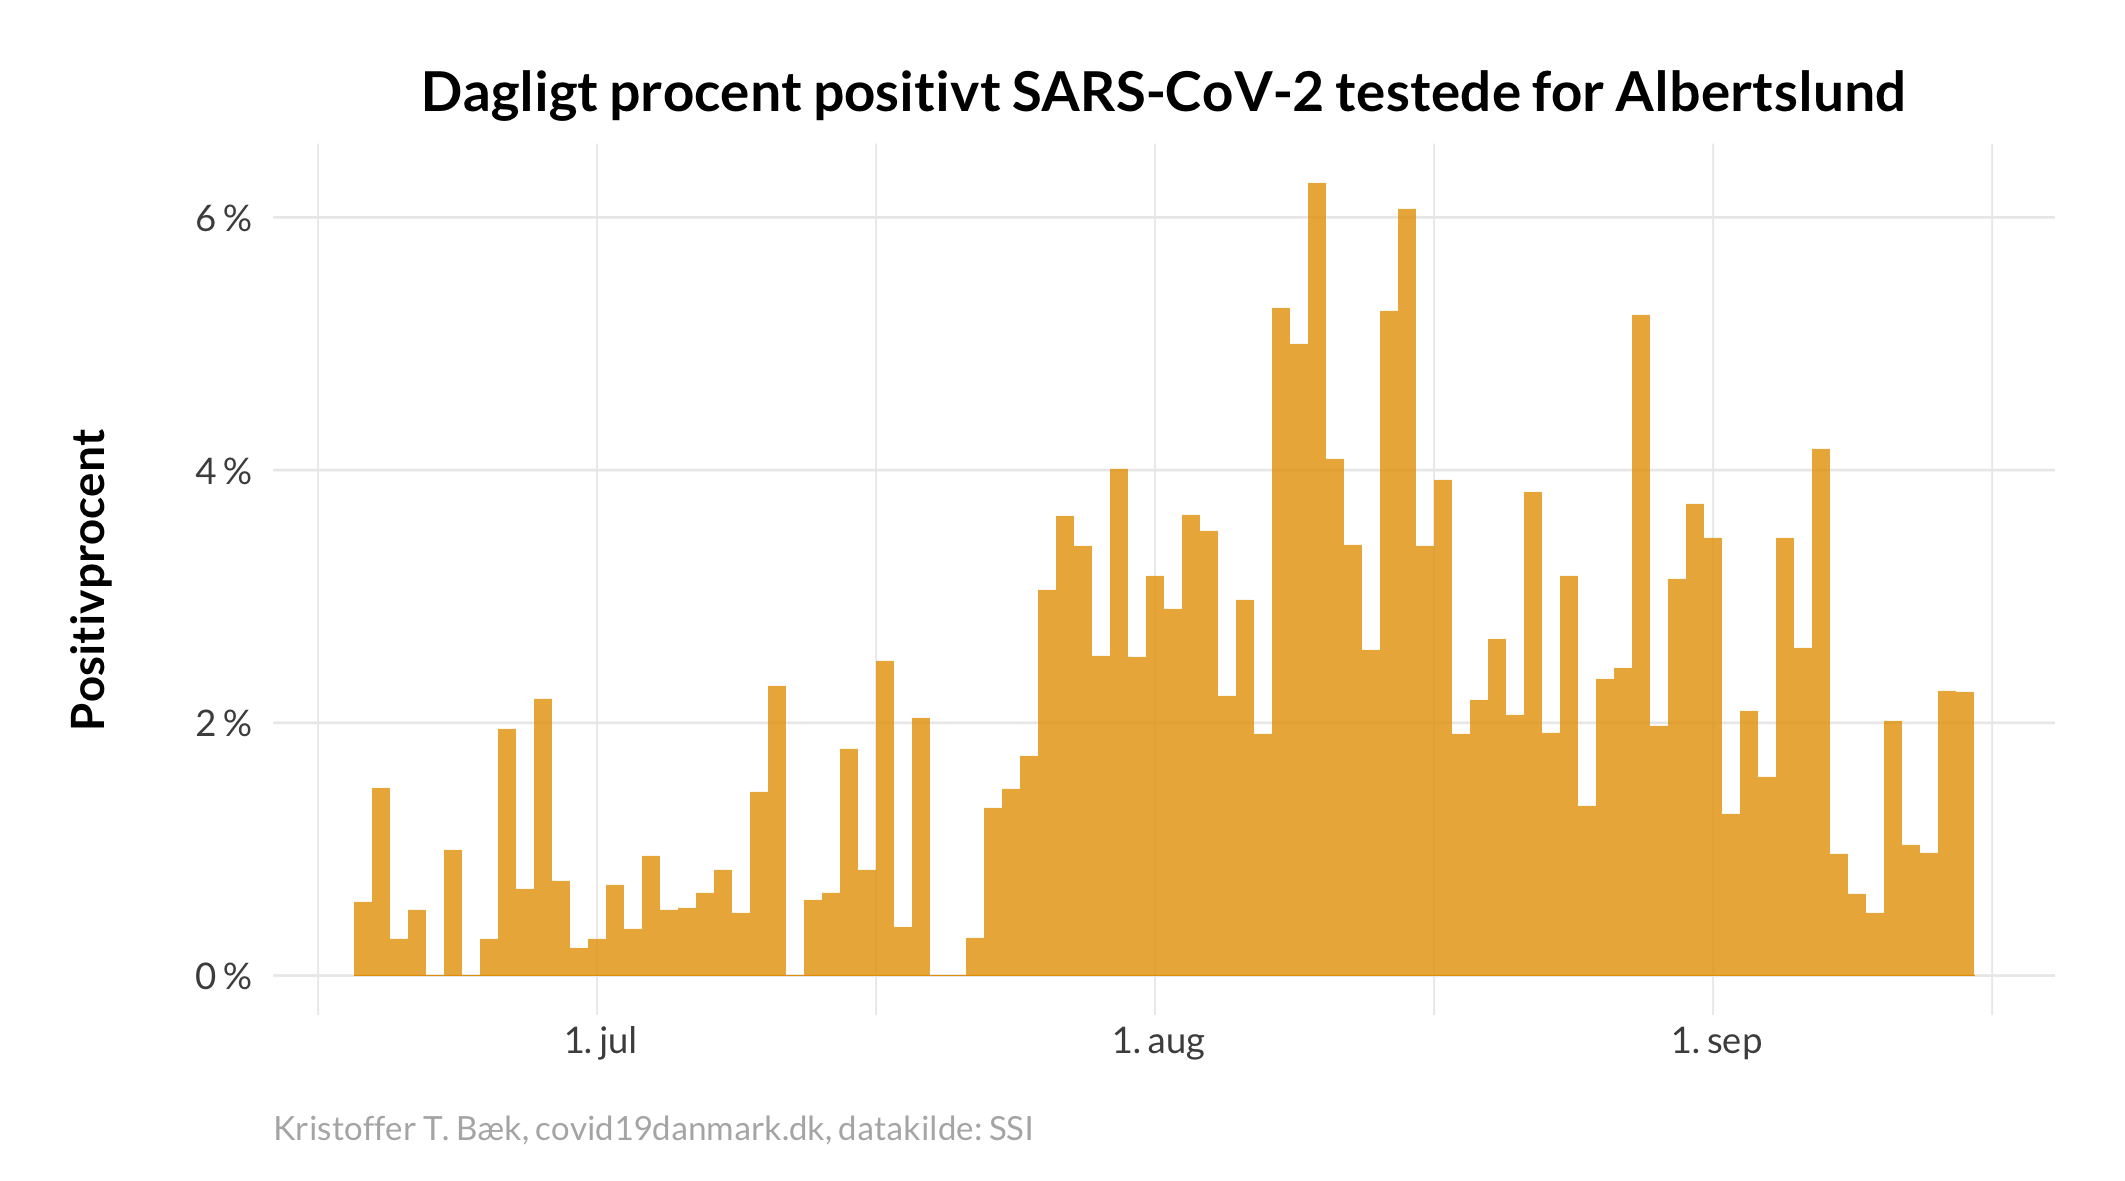 Dagligt procent positivt SARS-CoV-2 testede for Albertslund
Positivprocent
6 %
4 %
2 %
0 %
1. jul
1. aug
1. sep
Kristoffer T. Bæk, covid19danmark.dk, datakilde: SSI